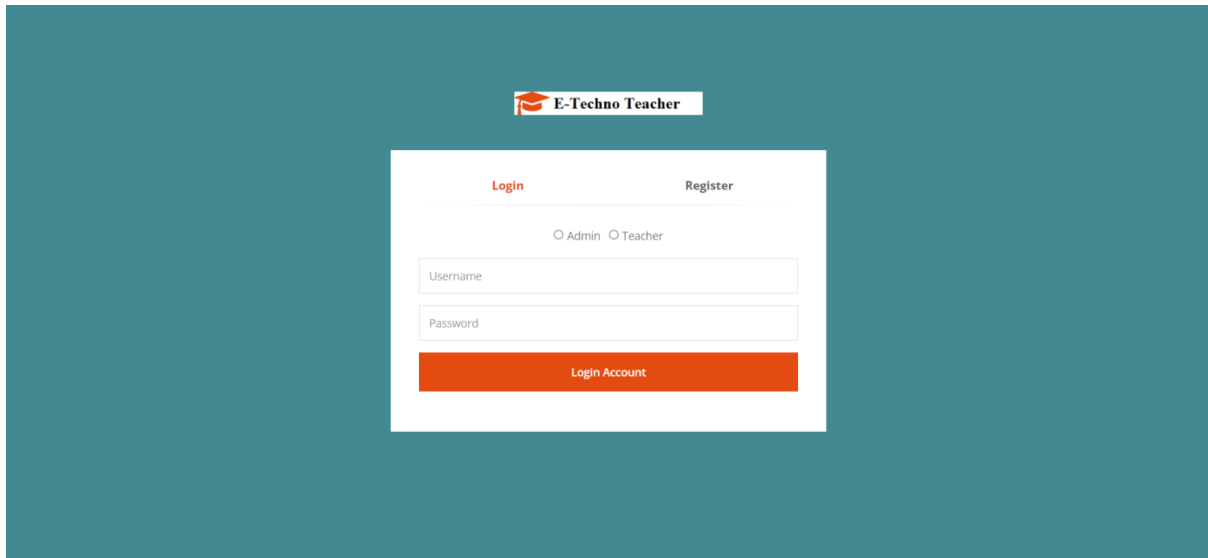 E-Techno Teacher
Login Register
Admin Teacher
Username
Password
Login Account